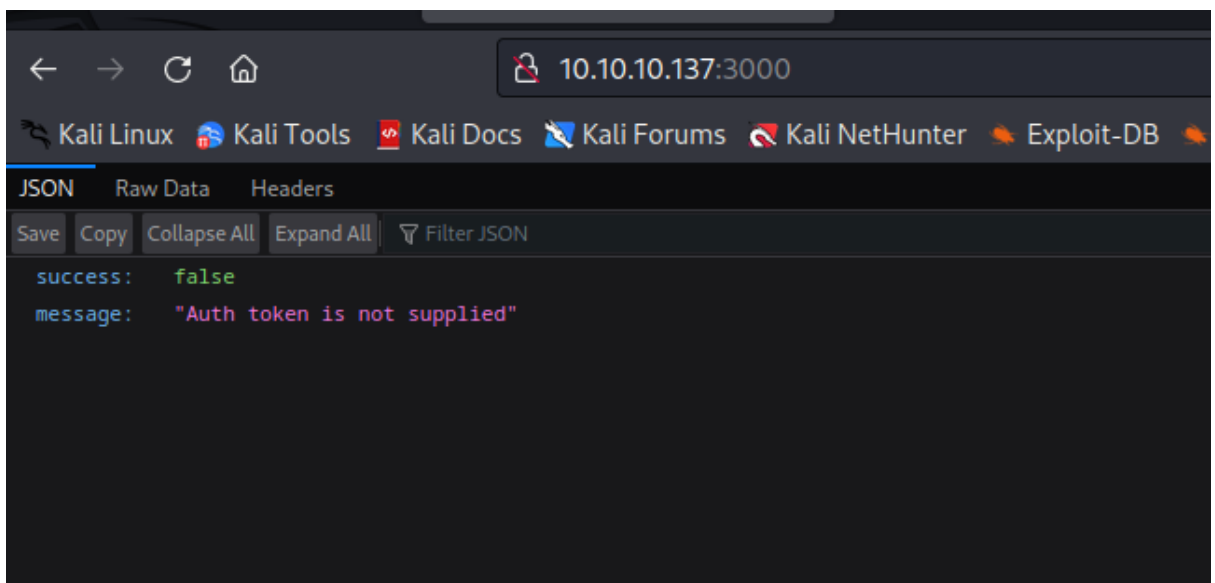 10.10.10.137:3000
Kali Linux Kali Tools Kali Docs Kali Forums Kali NetHunter Exploit-DB
JSON Raw Data Headers
Save Copy Collapse All Expand All Filter JSON
success: false
message: "Auth token is not supplied"